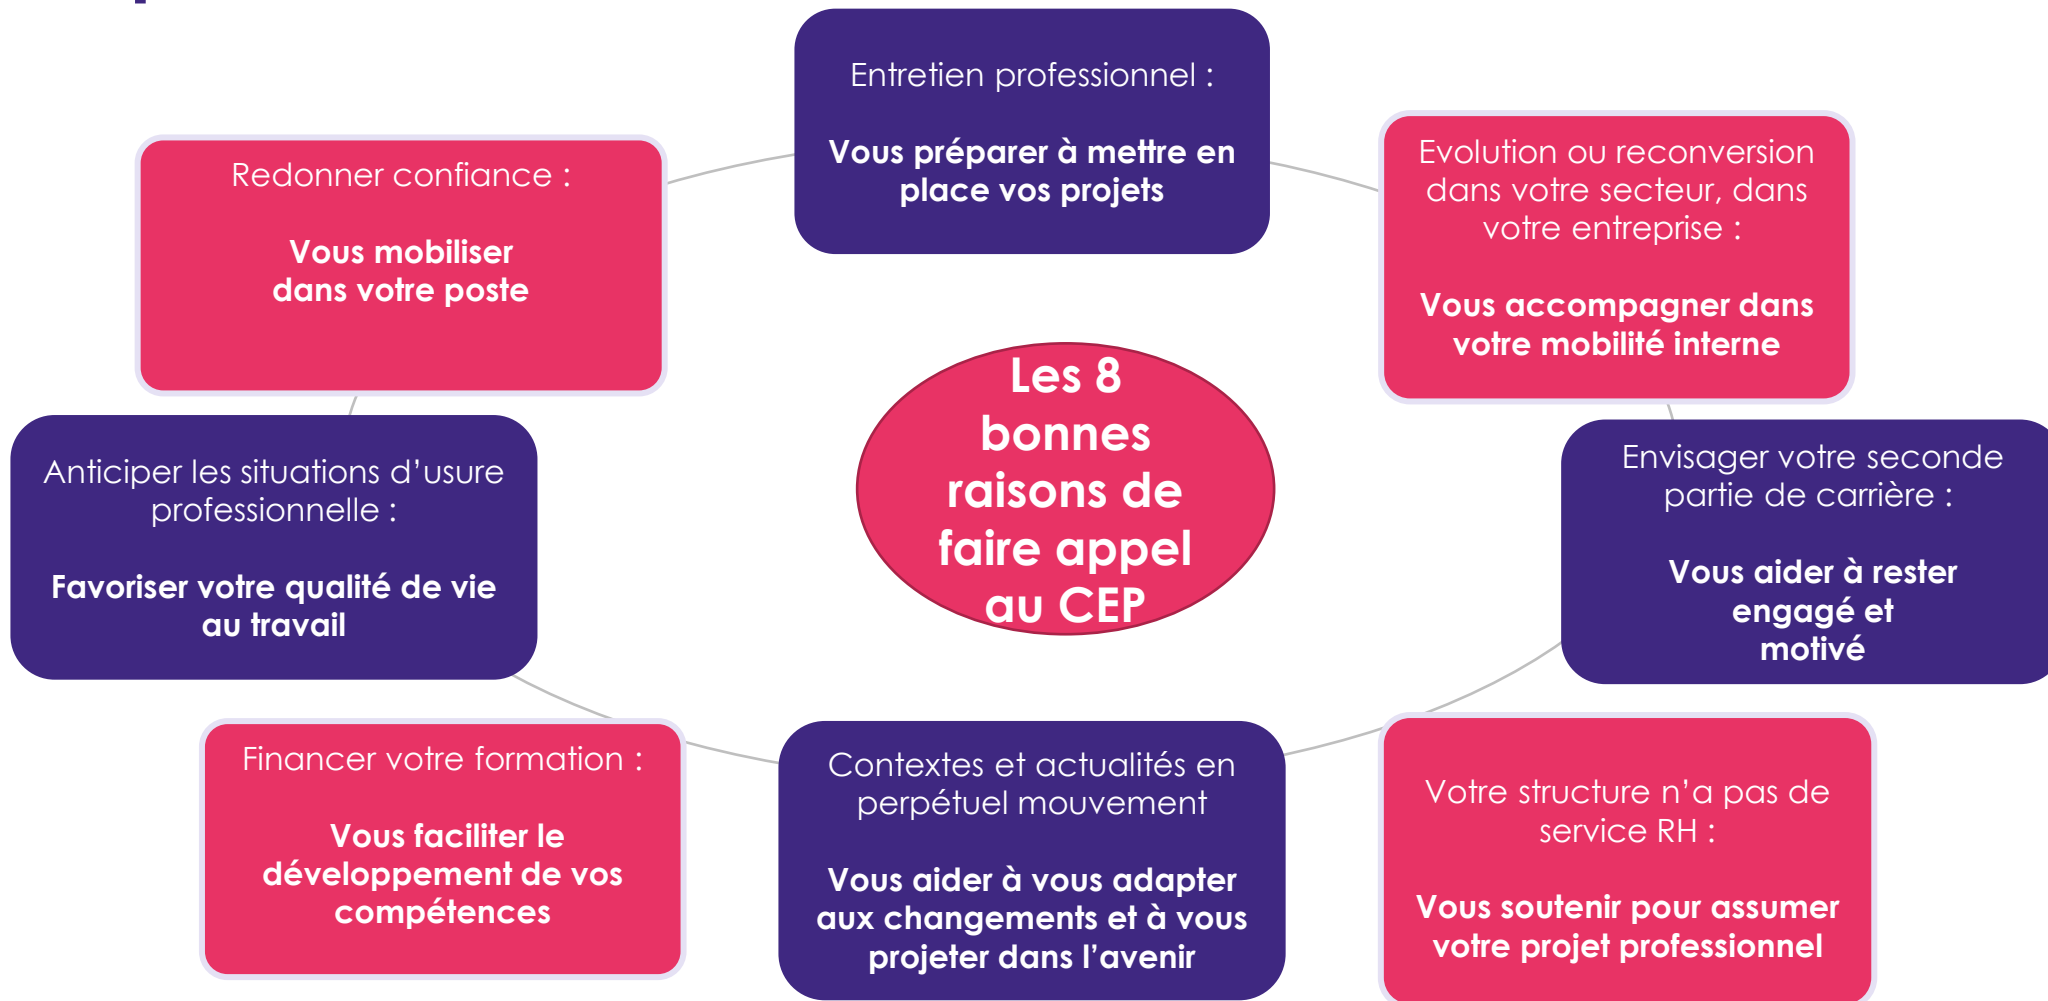 Entretien professionnel :
Vous préparer à mettre en
place vos projets
Evolution ou reconversion
dans votre secteur, dans
votre entreprise :
Vous accompagner dans
votre mobilité interne
Envisager votre seconde
partie de carrière :
Vous aider à rester
engagé et
motivé
Votre structure n’a pas de
service RH :
Vous soutenir pour assumer
votre projet professionnel
Contextes et actualités en
perpétuel mouvement
Vous aider à vous adapter
aux changements et à vous
projeter dans l’avenir
Financer votre formation :
Vous faciliter le
développement de vos
compétences
Anticiper les situations d’usure
professionnelle :
Favoriser votre qualité de vie
au travail
Redonner confiance :
Vous mobiliser
dans votre poste
Les 8
bonnes
raisons de
faire appel
au CEP